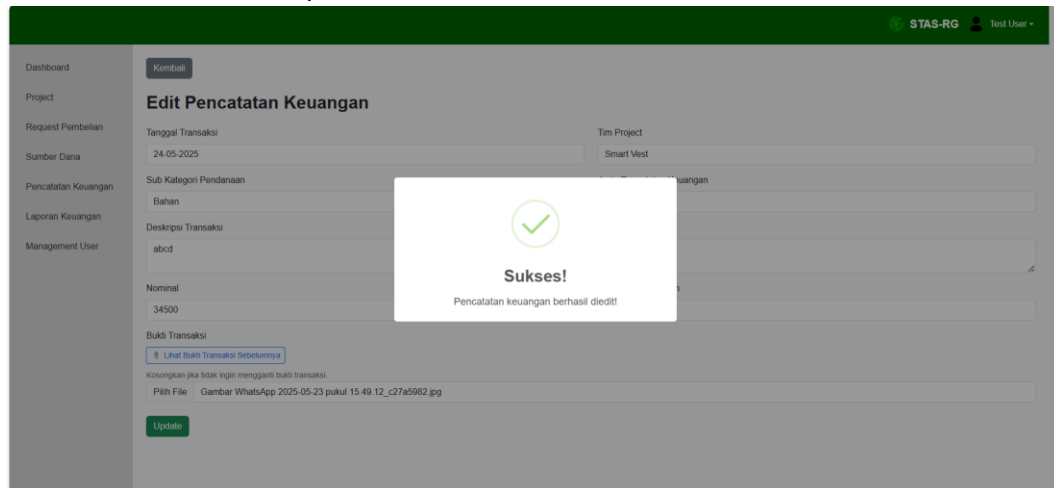 STAS-RG Test User
Dashboard
Project
Request Pembelian
Sumber Dana
Pencatatan Keuangan
Laporan Keuangan
Management User
Kembali
Edit Pencatatan Keuangan
Tanggal Transaksi
24-05-2025
Tim Project
Smart Vest
Sub Kategori Pendanaan
Bahan
Deskripsi Transaksi
abcd
Nominal
34500
Bukti Transaksi
Lihat Bukti Transaksi Sebelumnya
Kosongkan jika tidak ingin mengganti bukti transaksi.
Pilih File Gambar WhatsApp 2025-05-23 pukul 15.49.12_c27a5982.jpg
Update
Sukses!
Pencatatan keuangan berhasil diedit!